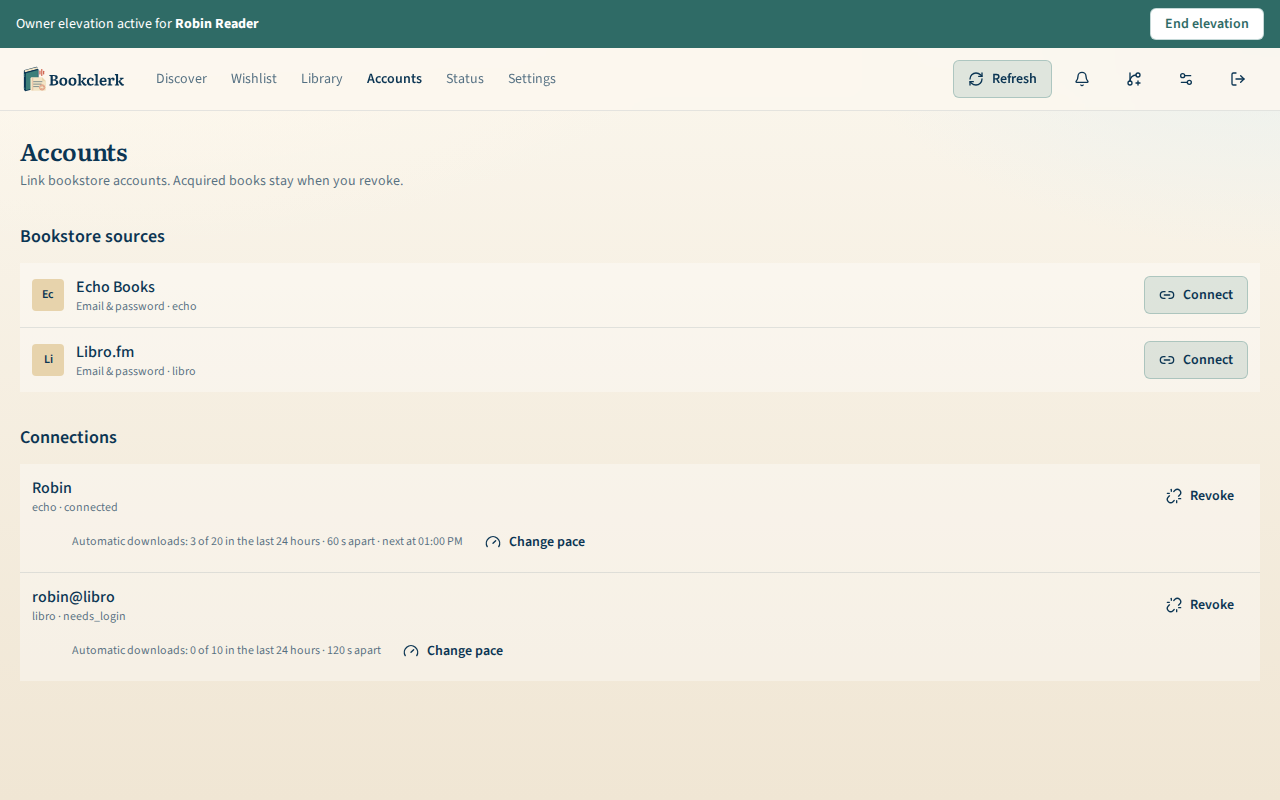 Owner elevation active for Robin Reader
End elevation
Bookclerk
Discover
Wishlist
Library
Accounts
Status
Settings
Refresh
Accounts
Link bookstore accounts. Acquired books stay when you revoke.
Bookstore sources
Ec
Echo Books
Email & password · echo
Connect
Li
Libro.fm
Email & password · libro
Connect
Connections
Robin
echo · connected
Revoke
Automatic downloads: 3 of 20 in the last 24 hours · 60 s apart · next at 01:00 PM
Change pace
robin@libro
libro · needs_login
Revoke
Automatic downloads: 0 of 10 in the last 24 hours · 120 s apart
Change pace